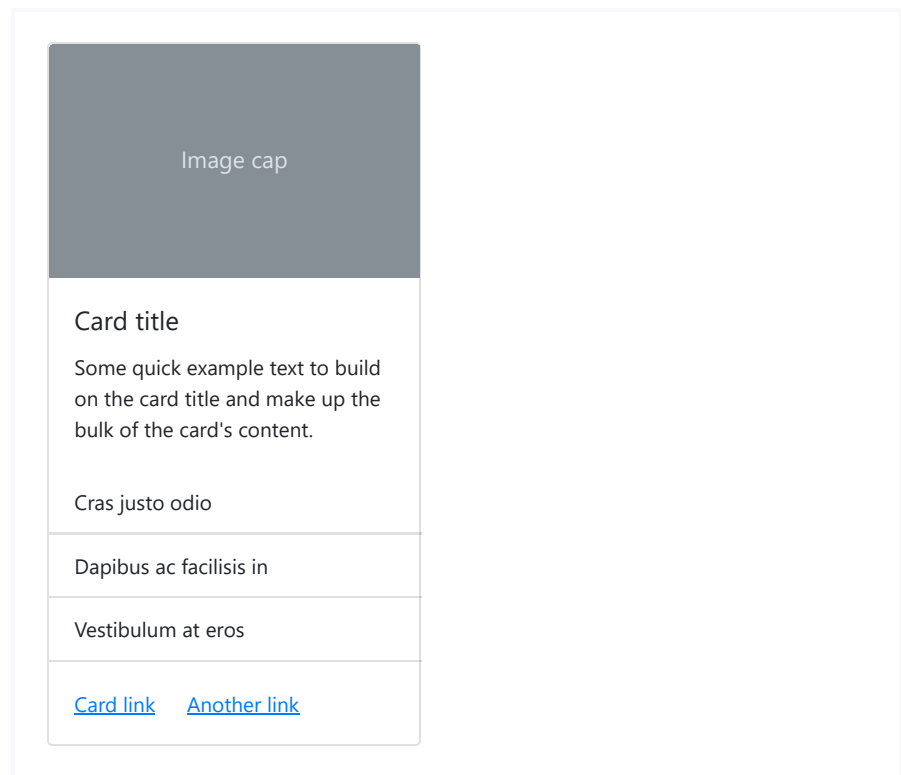 Image cap
Card title
Some quick example text to build
on the card title and make up the
bulk of the card's content.
Cras justo odio
Dapibus ac facilisis in
Vestibulum at eros
Card link Another link